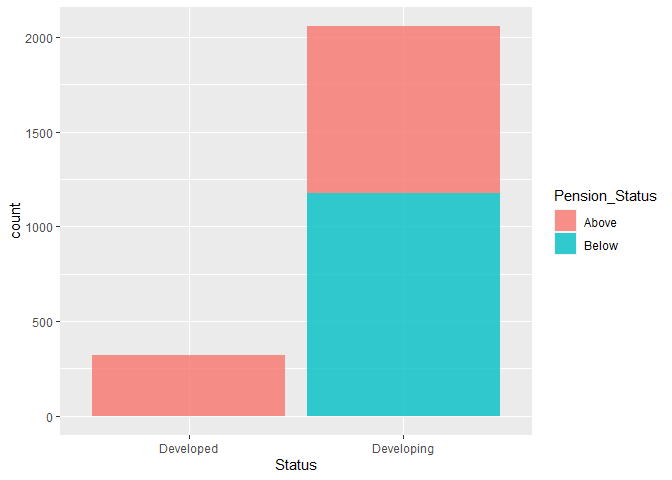 2000
1500
1000
500
0
count
Developed
Developing
Status
Pension_Status
Above
Below